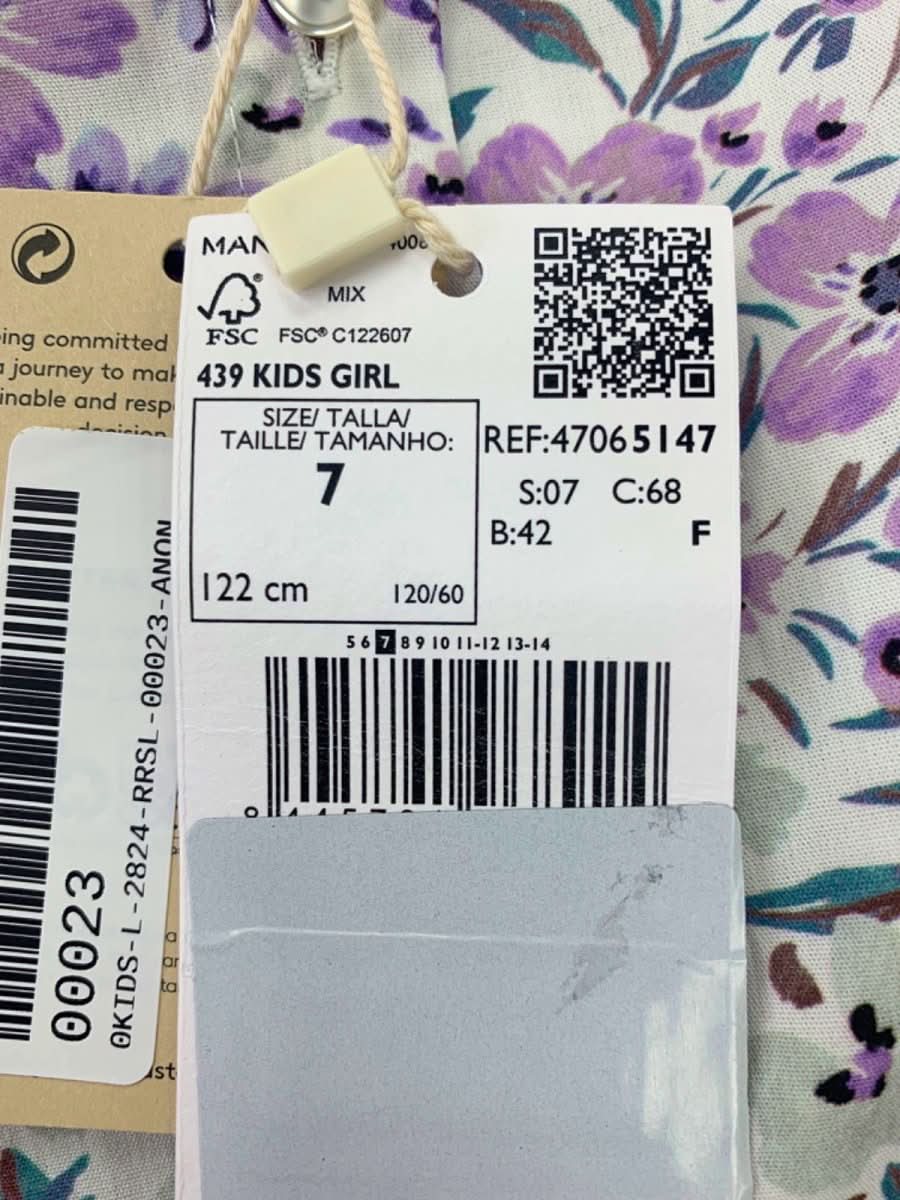 MAN
MIX
FSC
FSC® C122607
439 KIDS GIRL
SIZE/ TALLA/
TAILLE/ TAMANHO:
7
122 cm 120/60
REF:47065147
S:07 C:68
B:42 F
5 6 7 8 9 10 11-12 13-14
ing committed
a journey to mak
inable and resp
decision
00023
0KIDS-L-2824-RRSL-00023-ANON